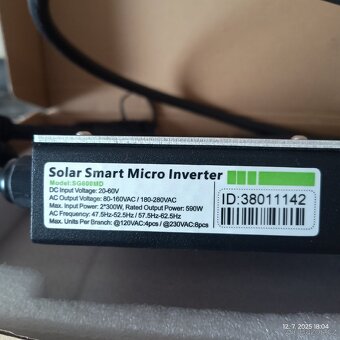 Solar Smart Micro Inverter
Model:SG600MD
DC Input Voltage: 20-60V
AC Output Voltage: 80-160VAC / 180-280VAC
Max. Input Power: 2*300W, Rated Output Power: 590W
AC Frequency: 47.5Hz-52.5Hz / 57.5Hz-62.5Hz
Max. Units Per Branch: @120VAC:4pcs / @230VAC:8pcs
ID:38011142
12. 7. 2025 18:04